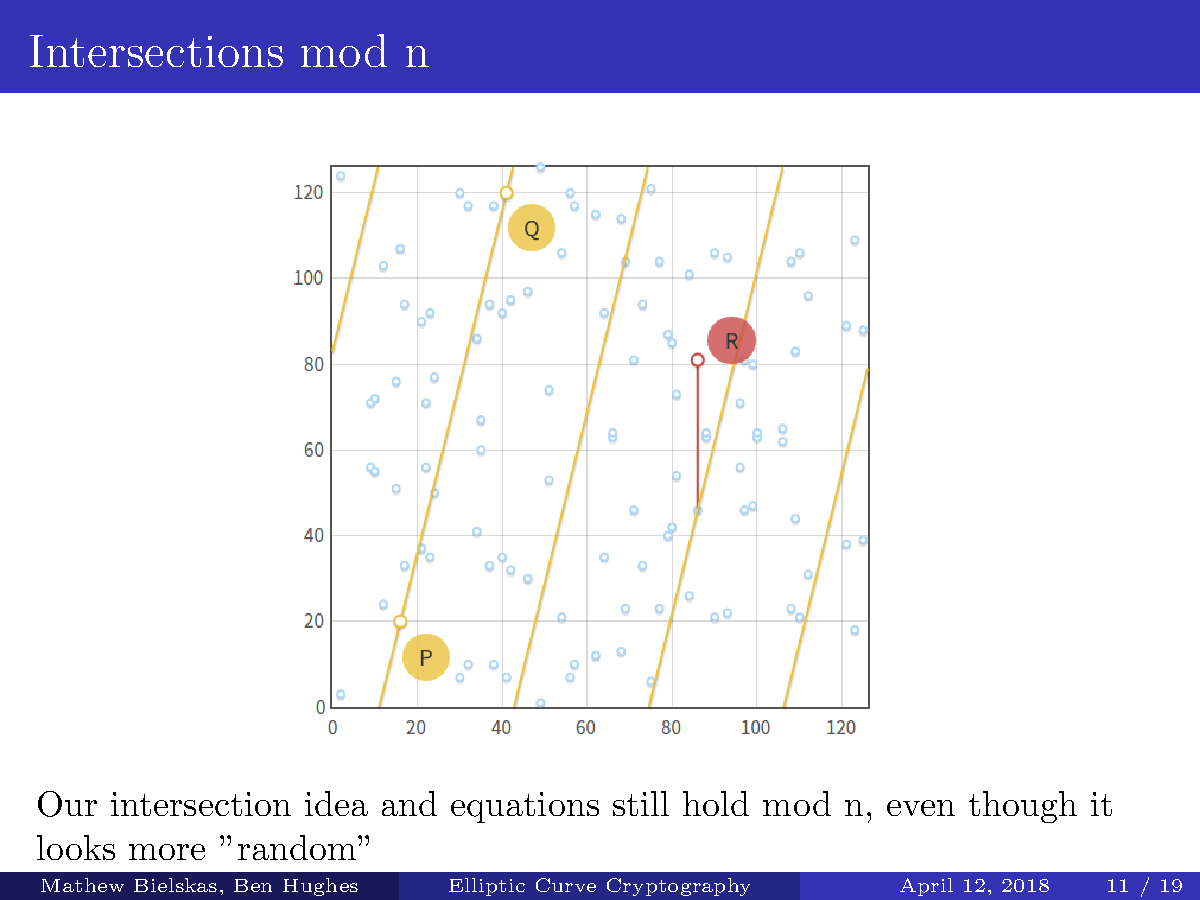 Intersections mod n
120
100
80
60
40
20
0
Q
R
P
0 20 40 60 80 100 120
Our intersection idea and equations still hold mod n, even though it
looks more ”random”
Mathew Bielskas, Ben Hughes Elliptic Curve Cryptography April 12, 2018 11 / 19